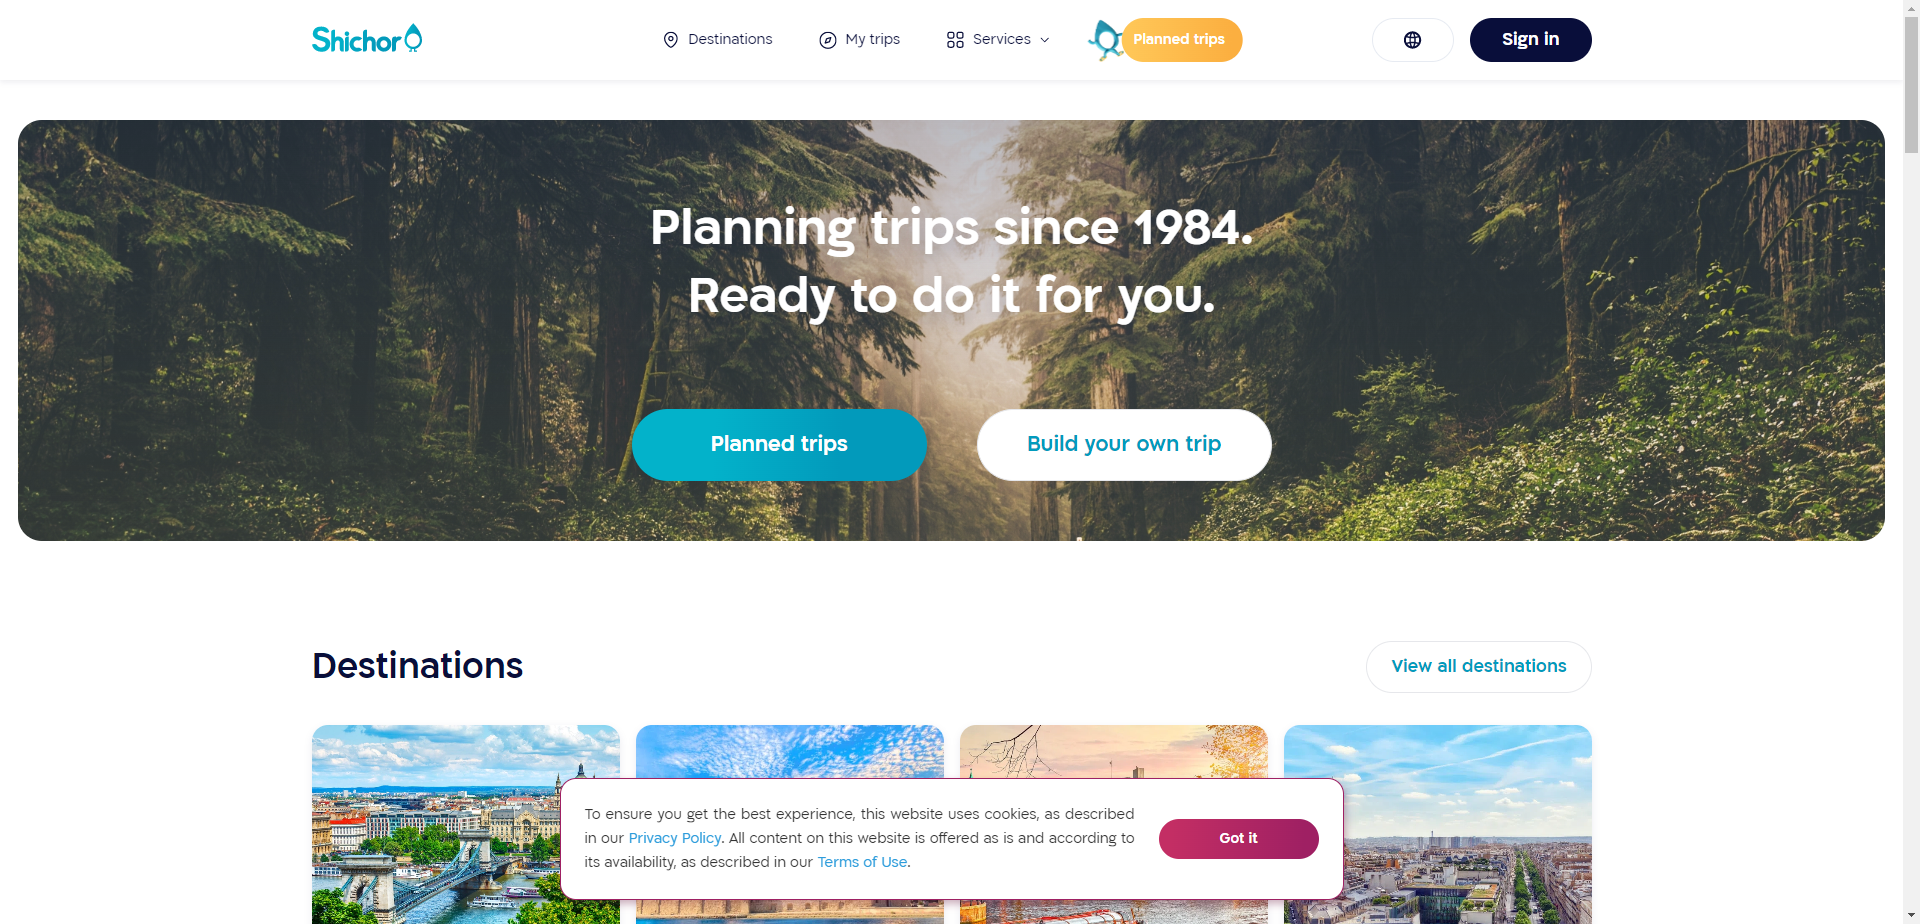 Shichor
Destinations
My trips
Services
Planned trips
Sign in
Planning trips since 1984.
Ready to do it for you.
Planned trips
Build your own trip
Destinations
View all destinations
To ensure you get the best experience, this website uses cookies, as described
in our Privacy Policy. All content on this website is offered as is and according to
its availability, as described in our Terms of Use.
Got it